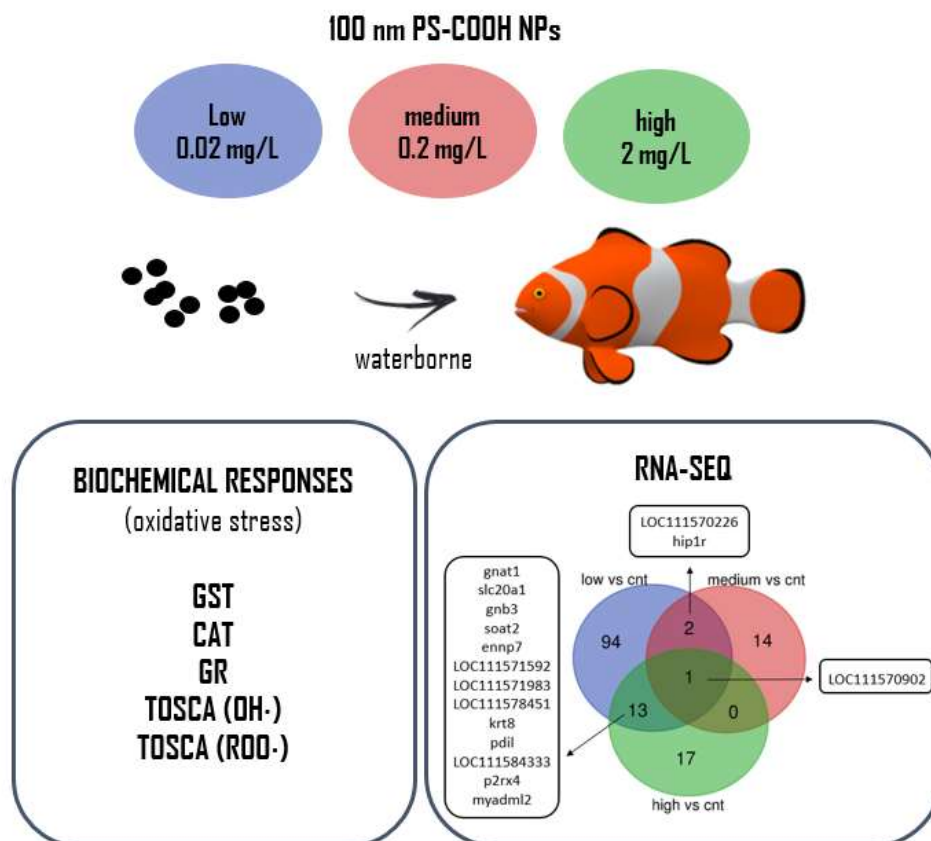 100 nm PS-COOH NPs
Low
0.02 mg/L
medium
0.2 mg/L
high
2 mg/L
waterborne
BIOCHEMICAL RESPONSES
(oxidative stress)
GST
CAT
GR
TOSCA (OH·)
TOSCA (ROO·)
RNA-SEQ
LOC111570226
hip1r
gnat1
slc20a1
gnb3
soat2
ennp7
LOC111571592
LOC111571983
LOC111578451
krt8
pdil
LOC111584333
p2rx4
myadml2
low vs cnt
medium vs cnt
94
2
14
1
LOC111570902
13
0
17
high vs cnt